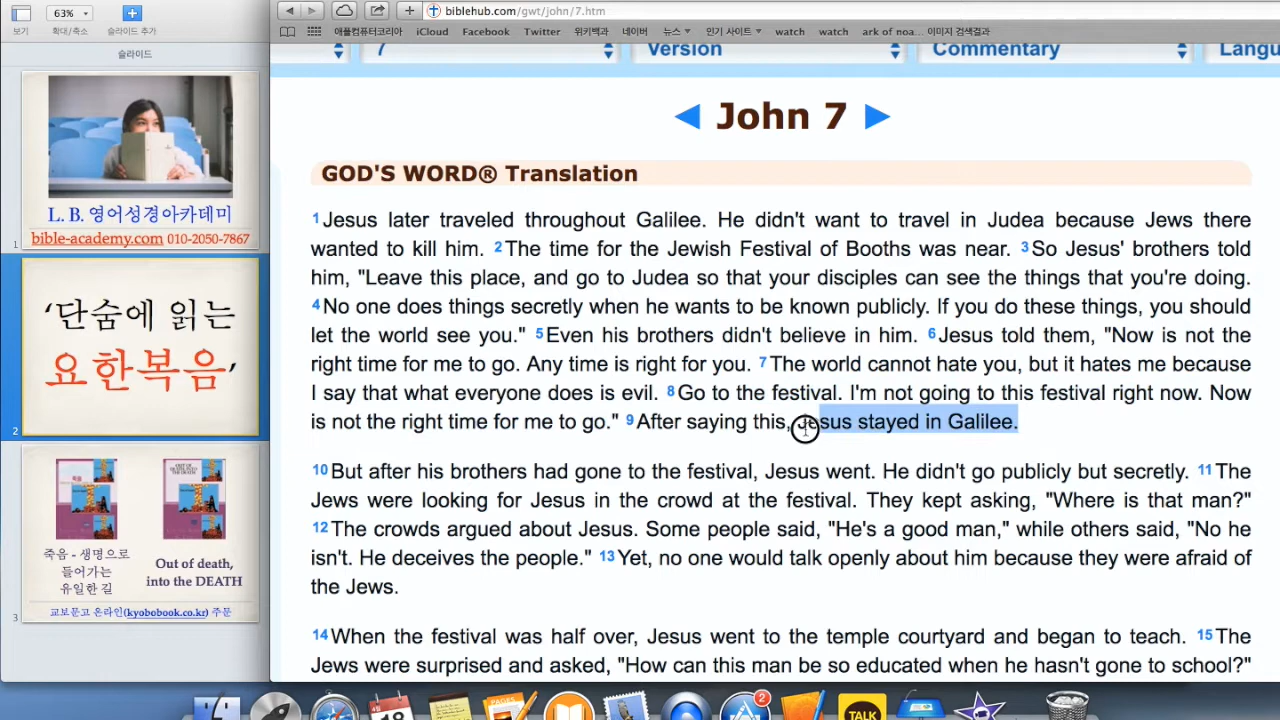 63%
보기
확대/축소
슬라이드 추가
슬라이드
L. B. 영어성경아카데미
bible-academy.com 010-2050-7867
1
‘단숨에 읽는
요한복음’
2
죽음 - 생명으로
들어가는
유일한 길
Out of death,
into the DEATH
교보문고 온라인(kyobobook.co.kr) 주문
3
biblehub.com/gwt/john/7.htm
애플컴퓨터코리아 iCloud Facebook Twitter 위키백과 네이버 뉴스 인기 사이트 watch watch ark of noa... 이미지 검색결과
7 Version Commentary Langu
John 7
GOD'S WORD® Translation
1Jesus later traveled throughout Galilee. He didn't want to travel in Judea because Jews there
wanted to kill him. 2The time for the Jewish Festival of Booths was near. 3So Jesus' brothers told
him, "Leave this place, and go to Judea so that your disciples can see the things that you're doing.
4No one does things secretly when he wants to be known publicly. If you do these things, you should
let the world see you." 5Even his brothers didn't believe in him. 6Jesus told them, "Now is not the
right time for me to go. Any time is right for you. 7The world cannot hate you, but it hates me because
I say that what everyone does is evil. 8Go to the festival. I'm not going to this festival right now. Now
is not the right time for me to go." 9After saying this, Jesus stayed in Galilee.
10But after his brothers had gone to the festival, Jesus went. He didn't go publicly but secretly. 11The
Jews were looking for Jesus in the crowd at the festival. They kept asking, "Where is that man?"
12The crowds argued about Jesus. Some people said, "He's a good man," while others said, "No he
isn't. He deceives the people." 13Yet, no one would talk openly about him because they were afraid of
the Jews.
14When the festival was half over, Jesus went to the temple courtyard and began to teach. 15The
Jews were surprised and asked, "How can this man be so educated when he hasn't gone to school?"
2
TALK